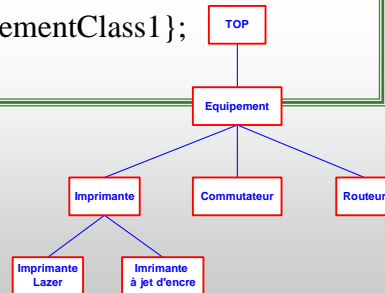 ementClass1};
TOP
Equipement
Imprimante
Commutateur
Routeur
Imprimante
Lazer
Imrimante
à jet d'encre